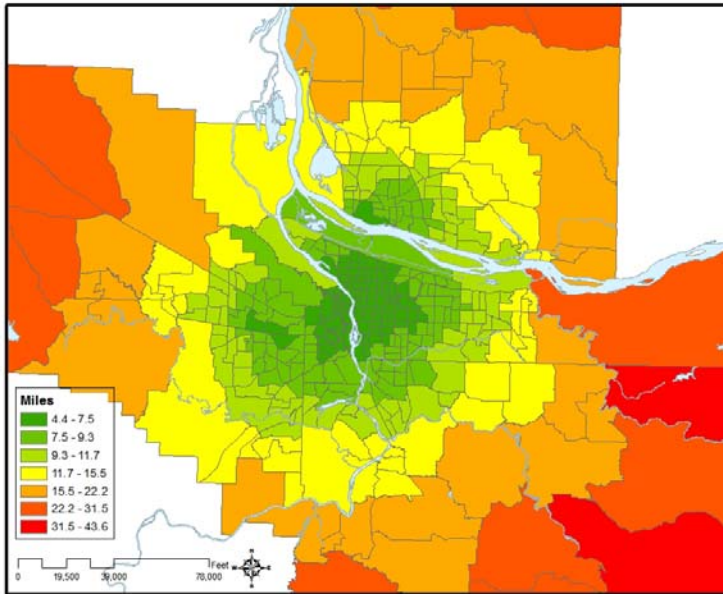 Miles
4.4 - 7.5
7.5 - 9.3
9.3 - 11.7
11.7 - 15.5
15.5 - 22.2
22.2 - 31.5
31.5 - 43.6
Feet
0 19,500 39,000 78,000
N
W E
S